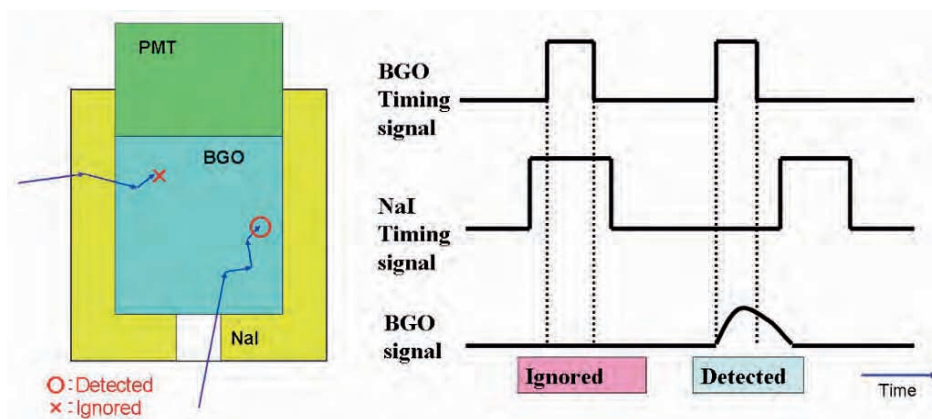 PMT
BGO
NaI
O : Detected
× : Ignored
BGO
Timing
signal
NaI
Timing
signal
BGO
signal
Ignored
Detected
Time